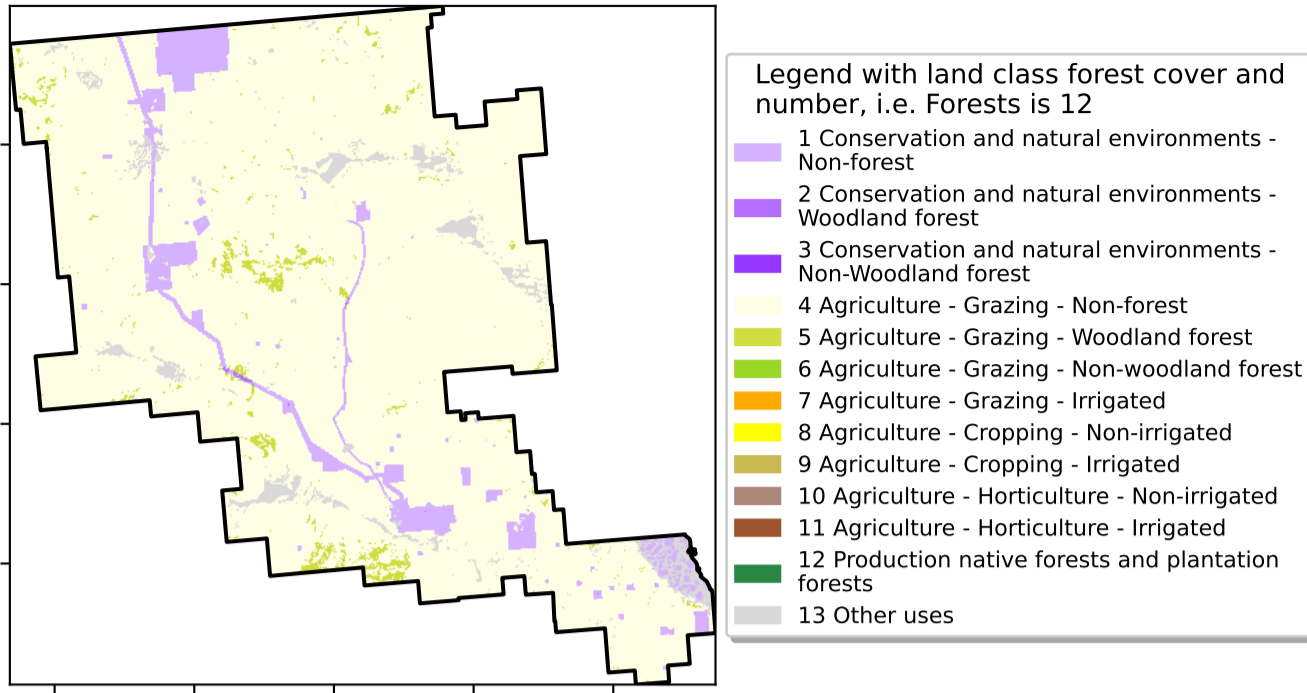 Legend with land class forest cover and
number, i.e. Forests is 12
1 Conservation and natural environments -
Non-forest
2 Conservation and natural environments -
Woodland forest
3 Conservation and natural environments -
Non-Woodland forest
4 Agriculture - Grazing - Non-forest
5 Agriculture - Grazing - Woodland forest
6 Agriculture - Grazing - Non-woodland forest
7 Agriculture - Grazing - Irrigated
8 Agriculture - Cropping - Non-irrigated
9 Agriculture - Cropping - Irrigated
10 Agriculture - Horticulture - Non-irrigated
11 Agriculture - Horticulture - Irrigated
12 Production native forests and plantation
forests
13 Other uses